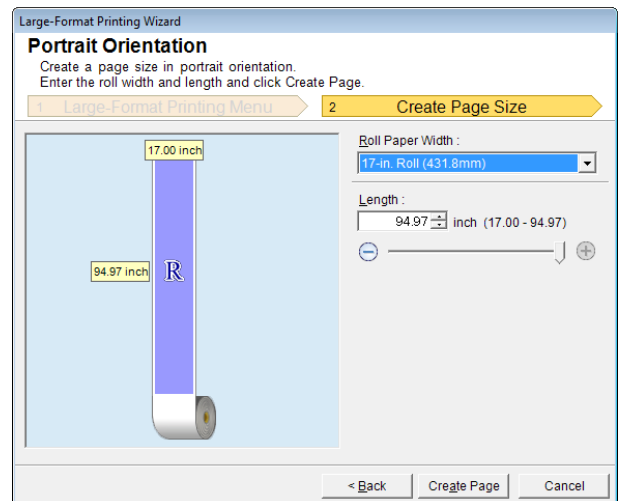 Large-Format Printing Wizard
Portrait Orientation
Create a page size in portrait orientation.
Enter the roll width and length and click Create Page.
1 Large-Format Printing Menu
2 Create Page Size
17.00 inch
94.97 inch
R
Roll Paper Width :
17-in. Roll (431.8mm)
Length :
94.97 inch (17.00 - 94.97)
< Back
Create Page
Cancel